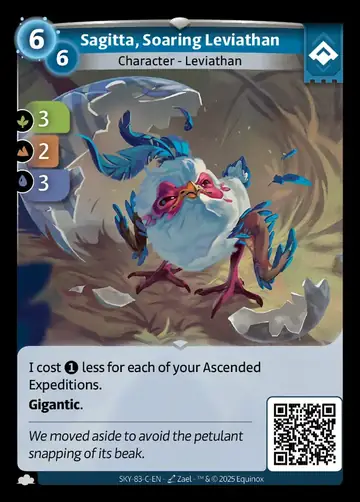 6
6
Sagitta, Soaring Leviathan
Character - Leviathan
3
2
3
I cost 1 less for each of your Ascended
Expeditions.
Gigantic.
We moved aside to avoid the petulant
snapping of its beak.
SKY-83-C-EN - Zael - ™ & © 2025 Equinox